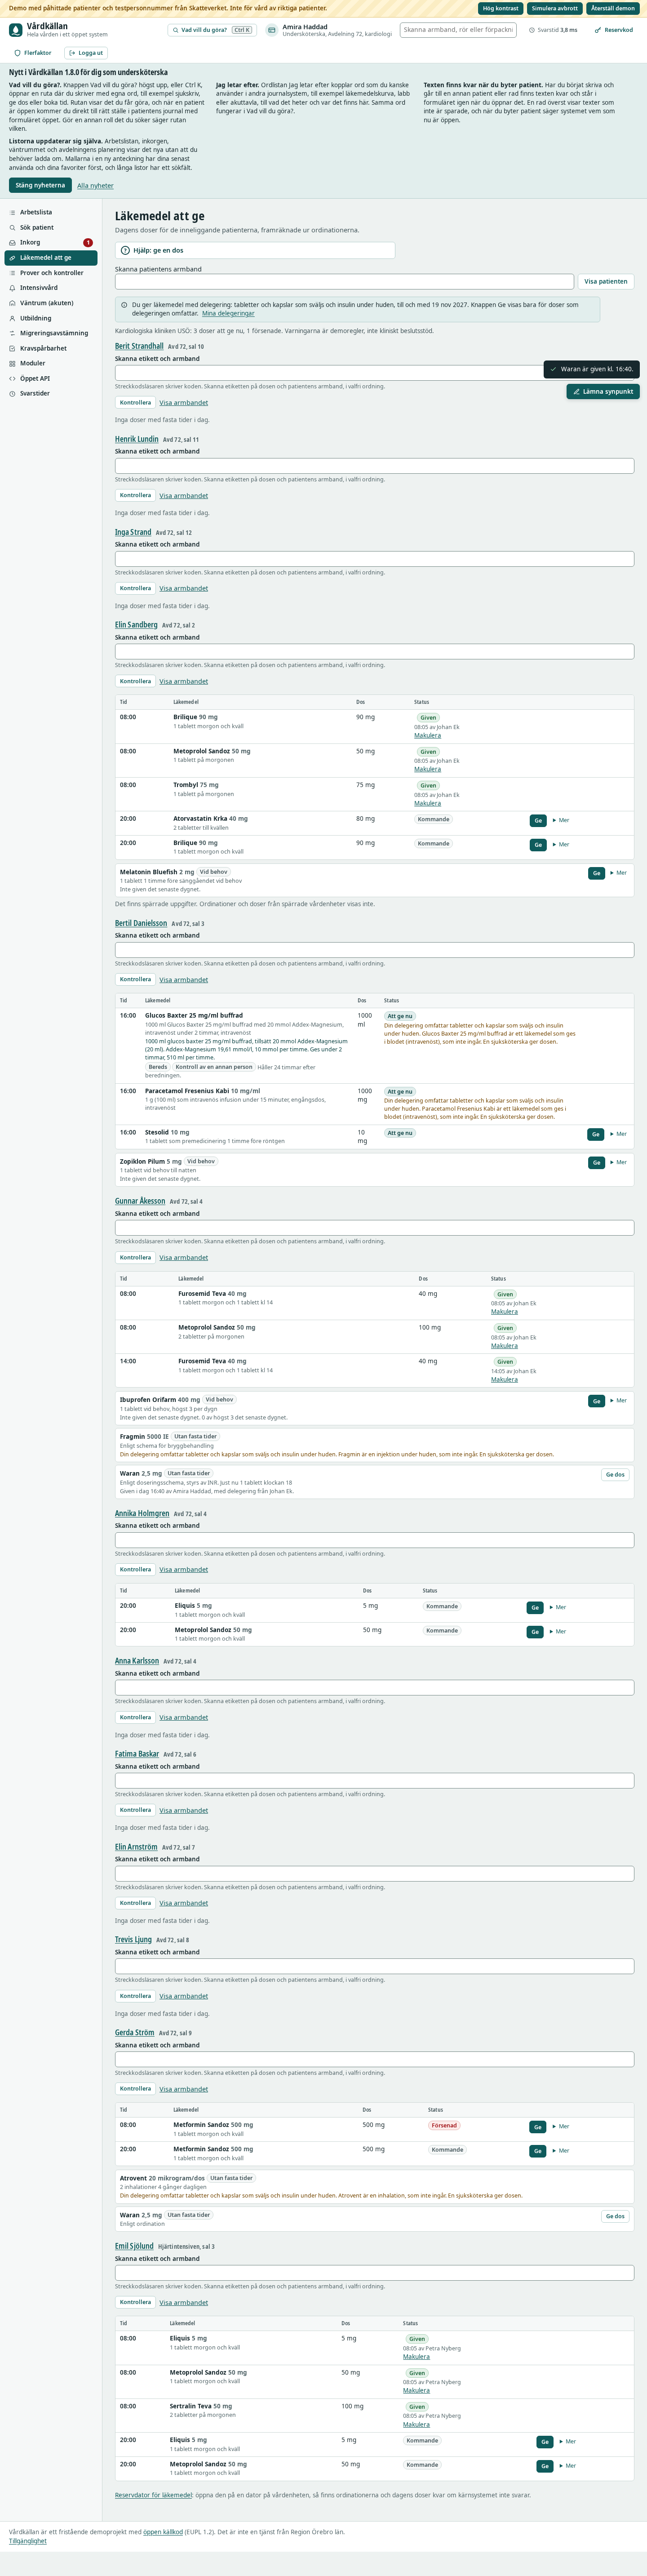 Demo med påhittade patienter och testpersonnummer från Skatteverket. Inte för vård av riktiga patienter.
Hög kontrast
Simulera avbrott
Återställ demon
Vårdkällan
Hela vården i ett öppet system
Vad vill du göra? Ctrl K
Amira Haddad
Undersköterska, Avdelning 72, kardiologi
Skanna armband, rör eller förpackning
Svarstid 3,8 ms
Reservkod
Flerfaktor
Logga ut
Nytt i Vårdkällan 1.8.0 för dig som undersköterska
Vad vill du göra? Knappen Vad vill du göra? högst upp, eller Ctrl K,
öppnar en ruta där du skriver med egna ord, till exempel skriv epikris,
ge dos eller boka tid. Rutan visar det du får göra, och när en patient
är öppen kommer du direkt till rätt ställe i patientens journal med
formuläret öppet. Gör en annan roll det du söker säger rutan
vilken.
Listorna uppdaterar sig själva. Arbetslistan, inkorgen,
väntrummet och avdelningens planering visar det nya utan att du
behöver ladda om. Mallarna i en ny anteckning har dina senast
använda och dina favoriter först, och långa listor har ett sökfält.
Jag letar efter. Ordlistan Jag letar efter kopplar ord som du kanske
använder i andra journalsystem, till exempel läkemedelskurva, labb
eller akuttavla, till vad det heter och var det finns här. Samma ord
fungerar i Vad vill du göra?.
Texten finns kvar när du byter patient. Har du börjat skriva och
går till en annan patient eller annan flik finns texten kvar och står i
formuläret igen när du öppnar det. En rad överst visar texter som
inte är sparade, och när du byter patient säger systemet vem som
nu är öppen.
Stäng nyheterna
Alla nyheter
Arbetslista
Sök patient
Inkorg 1
Läkemedel att ge
Prover och kontroller
Intensivvård
Väntrum (akuten)
Utbildning
Migreringsavstämning
Kravspårbarhet
Moduler
Öppet API
Svarstider
Läkemedel att ge
Dagens doser för de inneliggande patienterna, framräknade ur ordinationerna.
Hjälp: ge en dos
Skanna patientens armband
Visa patienten
Du ger läkemedel med delegering: tabletter och kapslar som sväljs och insulin under huden, till och med 19 nov 2027. Knappen Ge visas bara för doser som
delegeringen omfattar. Mina delegeringar
Kardiologiska kliniken USÖ: 3 doser att ge nu, 1 försenade. Varningarna är demoregler, inte kliniskt beslutsstöd.
Berit Strandhall Avd 72, sal 10
Skanna etikett och armband
Waran är given kl. 16:40.
Streckkodsläsaren skriver koden. Skanna etiketten på dosen och patientens armband, i valfri ordning.
Lämna synpunkt
Kontrollera Visa armbandet
Inga doser med fasta tider i dag.
Henrik Lundin Avd 72, sal 11
Skanna etikett och armband
Streckkodsläsaren skriver koden. Skanna etiketten på dosen och patientens armband, i valfri ordning.
Kontrollera Visa armbandet
Inga doser med fasta tider i dag.
Inga Strand Avd 72, sal 12
Skanna etikett och armband
Streckkodsläsaren skriver koden. Skanna etiketten på dosen och patientens armband, i valfri ordning.
Kontrollera Visa armbandet
Inga doser med fasta tider i dag.
Elin Sandberg Avd 72, sal 2
Skanna etikett och armband
Streckkodsläsaren skriver koden. Skanna etiketten på dosen och patientens armband, i valfri ordning.
Kontrollera Visa armbandet
Tid Läkemedel Dos Status
08:00 Brilique 90 mg 90 mg Given
1 tablett morgon och kväll 08:05 av Johan Ek
Makulera
08:00 Metoprolol Sandoz 50 mg 50 mg Given
1 tablett på morgonen 08:05 av Johan Ek
Makulera
08:00 Trombyl 75 mg 75 mg Given
1 tablett på morgonen 08:05 av Johan Ek
Makulera
20:00 Atorvastatin Krka 40 mg 80 mg Kommande Ge Mer
2 tabletter till kvällen
20:00 Brilique 90 mg 90 mg Kommande Ge Mer
1 tablett morgon och kväll
Melatonin Bluefish 2 mg Vid behov Ge Mer
1 tablett 1 timme före sänggåendet vid behov
Inte given det senaste dygnet.
Det finns spärrade uppgifter. Ordinationer och doser från spärrade vårdenheter visas inte.
Bertil Danielsson Avd 72, sal 3
Skanna etikett och armband
Streckkodsläsaren skriver koden. Skanna etiketten på dosen och patientens armband, i valfri ordning.
Kontrollera Visa armbandet
Tid Läkemedel Dos Status
16:00 Glucos Baxter 25 mg/ml buffrad 1000 ml Att ge nu
1000 ml Glucos Baxter 25 mg/ml buffrad med 20 mmol Addex-Magnesium,
intravenöst under 2 timmar, intravenöst
1000 ml glucos baxter 25 mg/ml buffrad, tillsätt 20 mmol Addex-Magnesium
(20 ml). Addex-Magnesium 19,61 mmol/l, 10 mmol per timme. Ges under 2
timmar, 510 ml per timme.
Bereds Kontroll av en annan person Håller 24 timmar efter
beredningen.
Din delegering omfattar tabletter och kapslar som sväljs och insulin
under huden. Glucos Baxter 25 mg/ml buffrad är ett läkemedel som ges
i blodet (intravenöst), som inte ingår. En sjuksköterska ger dosen.
16:00 Paracetamol Fresenius Kabi 10 mg/ml 1000 mg Att ge nu
1 g (100 ml) som intravenos infusion under 15 minuter, engångsdos,
intravenöst
Din delegering omfattar tabletter och kapslar som sväljs och insulin
under huden. Paracetamol Fresenius Kabi är ett läkemedel som ges i
blodet (intravenöst), som inte ingår. En sjuksköterska ger dosen.
16:00 Stesolid 10 mg 10 mg Att ge nu Ge Mer
1 tablett som premedicinering 1 timme före röntgen
Zopiklon Pilum 5 mg Vid behov Ge Mer
1 tablett vid behov till natten
Inte given det senaste dygnet.
Gunnar Åkesson Avd 72, sal 4
Skanna etikett och armband
Streckkodsläsaren skriver koden. Skanna etiketten på dosen och patientens armband, i valfri ordning.
Kontrollera Visa armbandet
Tid Läkemedel Dos Status
08:00 Furosemid Teva 40 mg 40 mg Given
1 tablett morgon och 1 tablett kl 14 08:05 av Johan Ek
Makulera
08:00 Metoprolol Sandoz 50 mg 100 mg Given
2 tabletter på morgonen 08:05 av Johan Ek
Makulera
14:00 Furosemid Teva 40 mg 40 mg Given
1 tablett morgon och 1 tablett kl 14 14:05 av Johan Ek
Makulera
Ibuprofen Orifarm 400 mg Vid behov Ge Mer
1 tablett vid behov, högst 3 per dygn
Inte given det senaste dygnet. 0 av högst 3 det senaste dygnet.
Fragmin 5000 IE Utan fasta tider
Enligt schema för bryggbehandling
Din delegering omfattar tabletter och kapslar som sväljs och insulin under huden. Fragmin är en injektion under huden, som inte ingår. En sjuksköterska ger dosen.
Waran 2,5 mg Utan fasta tider Ge dos
Enligt doseringsschema, styrs av INR. Just nu 1 tablett klockan 18
Given i dag 16:40 av Amira Haddad, med delegering från Johan Ek.
Annika Holmgren Avd 72, sal 4
Skanna etikett och armband
Streckkodsläsaren skriver koden. Skanna etiketten på dosen och patientens armband, i valfri ordning.
Kontrollera Visa armbandet
Tid Läkemedel Dos Status
20:00 Eliquis 5 mg 5 mg Kommande Ge Mer
1 tablett morgon och kväll
20:00 Metoprolol Sandoz 50 mg 50 mg Kommande Ge Mer
1 tablett morgon och kväll
Anna Karlsson Avd 72, sal 4
Skanna etikett och armband
Streckkodsläsaren skriver koden. Skanna etiketten på dosen och patientens armband, i valfri ordning.
Kontrollera Visa armbandet
Inga doser med fasta tider i dag.
Fatima Baskar Avd 72, sal 6
Skanna etikett och armband
Streckkodsläsaren skriver koden. Skanna etiketten på dosen och patientens armband, i valfri ordning.
Kontrollera Visa armbandet
Inga doser med fasta tider i dag.
Elin Arnström Avd 72, sal 7
Skanna etikett och armband
Streckkodsläsaren skriver koden. Skanna etiketten på dosen och patientens armband, i valfri ordning.
Kontrollera Visa armbandet
Inga doser med fasta tider i dag.
Trevis Ljung Avd 72, sal 8
Skanna etikett och armband
Streckkodsläsaren skriver koden. Skanna etiketten på dosen och patientens armband, i valfri ordning.
Kontrollera Visa armbandet
Inga doser med fasta tider i dag.
Gerda Ström Avd 72, sal 9
Skanna etikett och armband
Streckkodsläsaren skriver koden. Skanna etiketten på dosen och patientens armband, i valfri ordning.
Kontrollera Visa armbandet
Tid Läkemedel Dos Status
08:00 Metformin Sandoz 500 mg 500 mg Försenad Ge Mer
1 tablett morgon och kväll
20:00 Metformin Sandoz 500 mg 500 mg Kommande Ge Mer
1 tablett morgon och kväll
Atrovent 20 mikrogram/dos Utan fasta tider
2 inhalationer 4 gånger dagligen
Din delegering omfattar tabletter och kapslar som sväljs och insulin under huden. Atrovent är en inhalation, som inte ingår. En sjuksköterska ger dosen.
Waran 2,5 mg Utan fasta tider Ge dos
Enligt ordination
Emil Sjölund Hjärtintensiven, sal 3
Skanna etikett och armband
Streckkodsläsaren skriver koden. Skanna etiketten på dosen och patientens armband, i valfri ordning.
Kontrollera Visa armbandet
Tid Läkemedel Dos Status
08:00 Eliquis 5 mg 5 mg Given
1 tablett morgon och kväll 08:05 av Petra Nyberg
Makulera
08:00 Metoprolol Sandoz 50 mg 50 mg Given
1 tablett morgon och kväll 08:05 av Petra Nyberg
Makulera
08:00 Sertralin Teva 50 mg 100 mg Given
2 tabletter på morgonen 08:05 av Petra Nyberg
Makulera
20:00 Eliquis 5 mg 5 mg Kommande Ge Mer
1 tablett morgon och kväll
20:00 Metoprolol Sandoz 50 mg 50 mg Kommande Ge Mer
1 tablett morgon och kväll
Reservdator för läkemedel: öppna den på en dator på vårdenheten, så finns ordinationerna och dagens doser kvar om kärnsystemet inte svarar.
Vårdkällan är ett fristående demoprojekt med öppen källkod (EUPL 1.2). Det är inte en tjänst från Region Örebro län.
Tillgänglighet